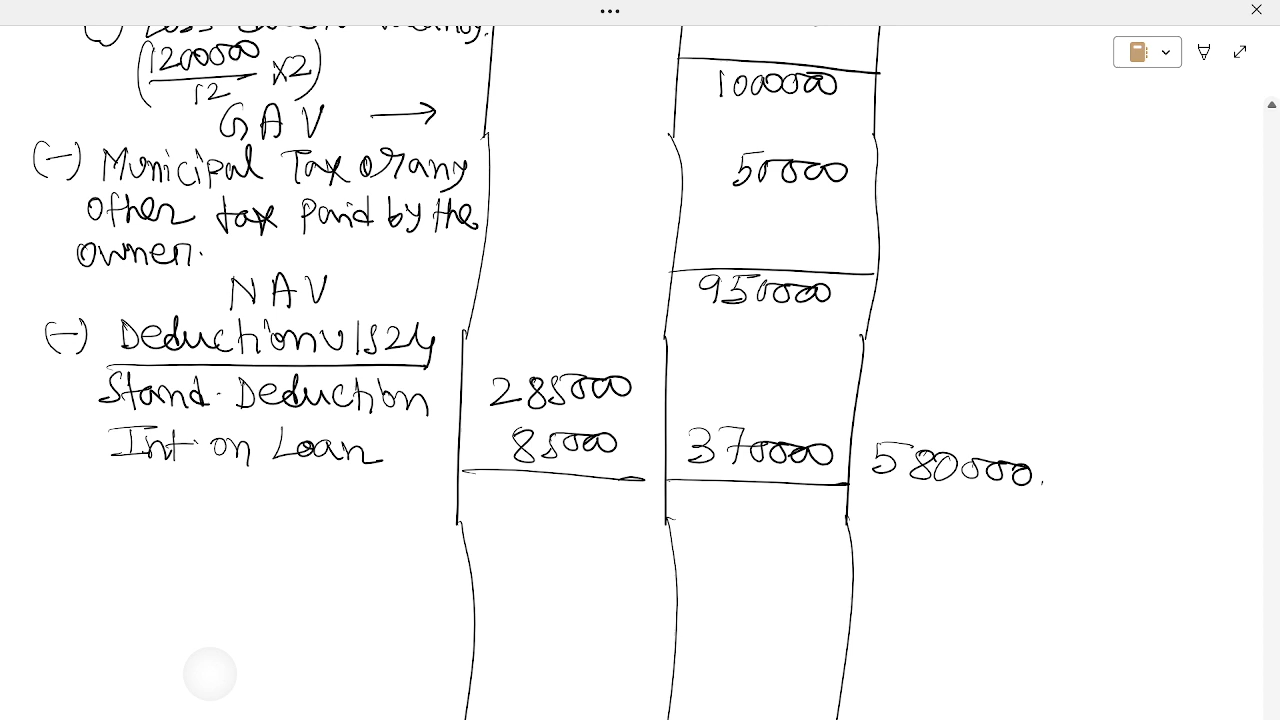 (1200000/12 ×2) 1000000
GAV →
(-) Municipal Tax or any 50000
other tax paid by the
owner.
NAV 950000
(-) Deduction u/s 24
Stand. Deduction 285000
Int. on Loan 85000 370000 580000.